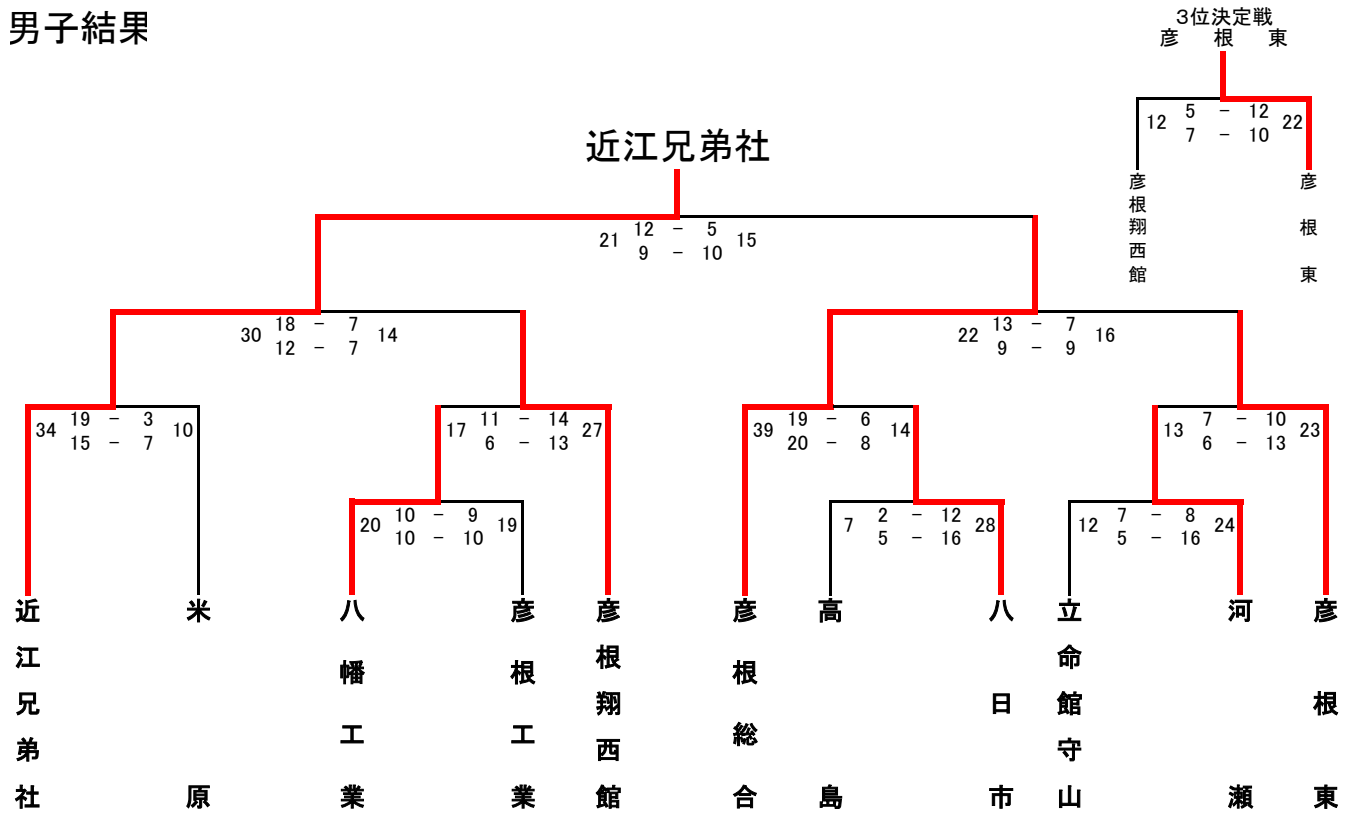 男子結果
3位決定戦
彦 根 東
12 5 － 12 22
7 － 10
彦根翔西館
彦根東
近江兄弟社
21 12 － 5 15
9 － 10
30 18 － 7 14
12 － 7
22 13 － 7 16
9 － 9
34 19 － 3 10
15 － 7
17 11 － 14 27
6 － 13
39 19 － 6 14
20 － 8
13 7 － 10 23
6 － 13
20 10 － 9 19
10 － 10
7 2 － 12 28
5 － 16
12 7 － 8 24
5 － 16
近江兄弟社
米原
八幡工業
彦根工業
彦根翔西館
彦根総合
高島
八日市
立命館守山
河瀬
彦根東